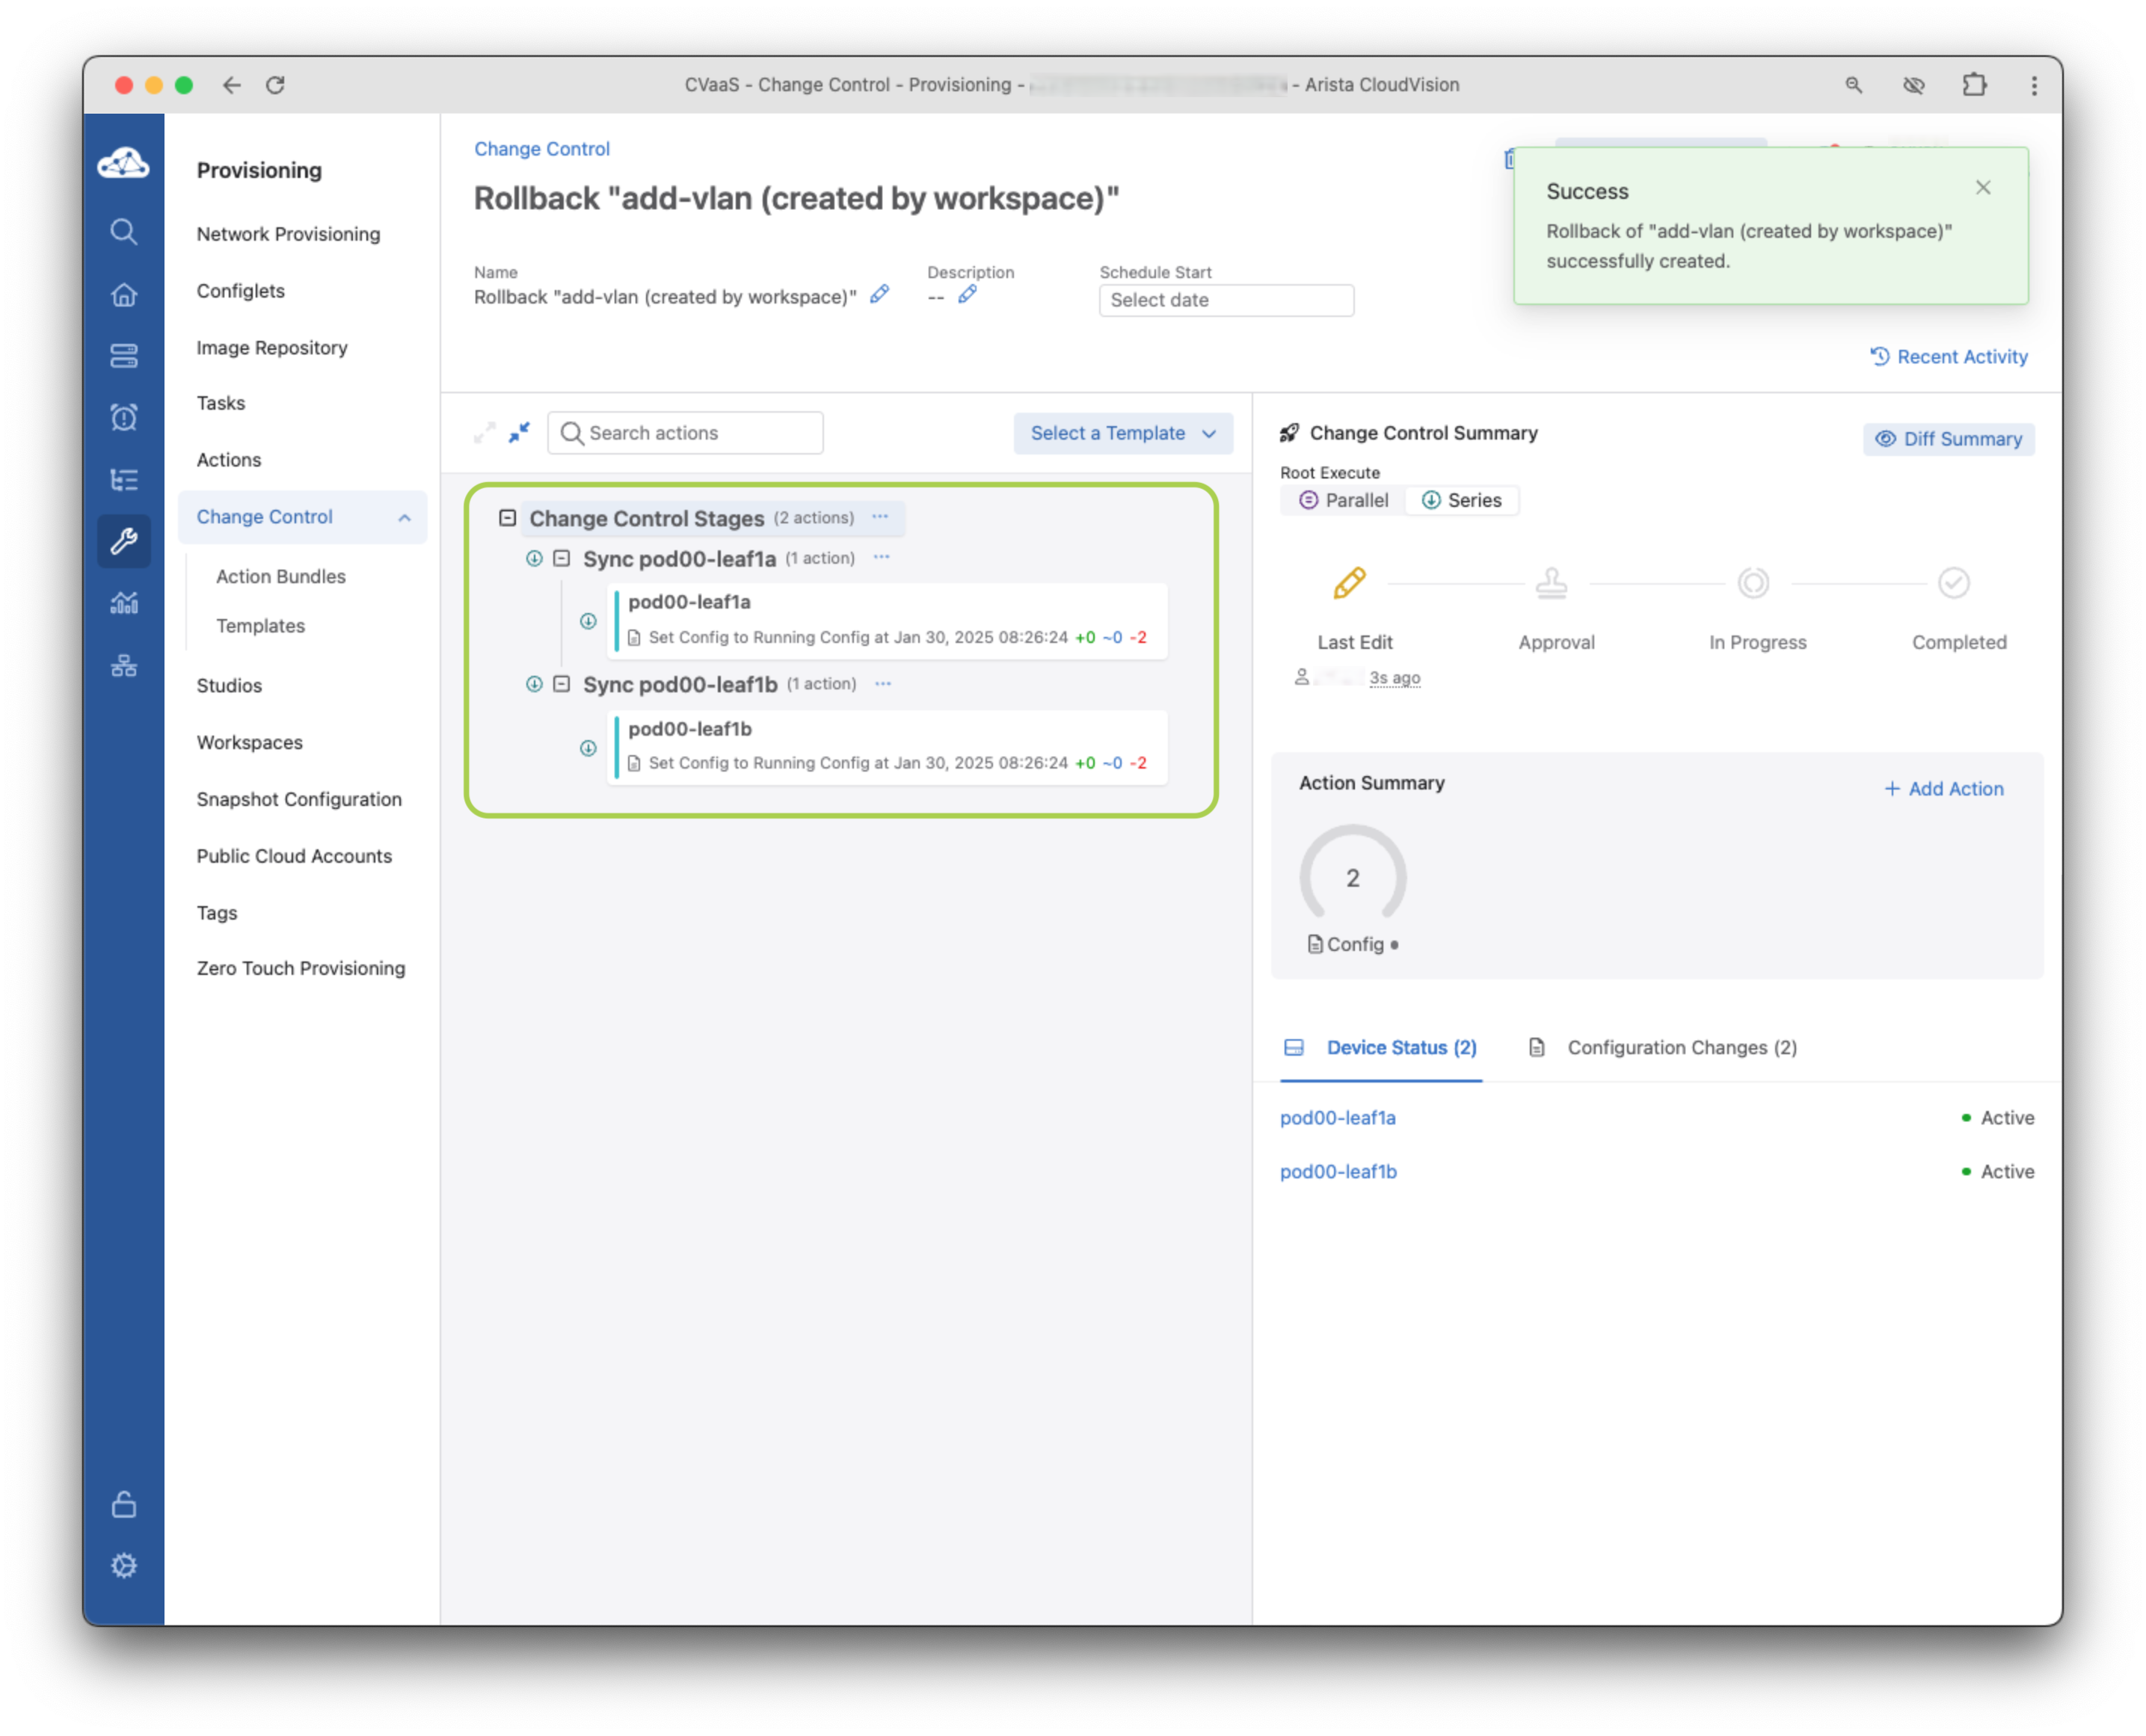 CVaaS - Change Control - Provisioning - - Arista CloudVision
Provisioning
Network Provisioning
Configlets
Image Repository
Tasks
Actions
Change Control
Action Bundles
Templates
Studios
Workspaces
Snapshot Configuration
Public Cloud Accounts
Tags
Zero Touch Provisioning
Change Control
Rollback "add-vlan (created by workspace)"
Name
Rollback "add-vlan (created by workspace)"
Description
--
Schedule Start
Select date
Success
Rollback of "add-vlan (created by workspace)"
successfully created.
Recent Activity
Search actions
Select a Template
Change Control Stages (2 actions) ...
Sync pod00-leaf1a (1 action) ...
pod00-leaf1a
Set Config to Running Config at Jan 30, 2025 08:26:24 +0 ~0 -2
Sync pod00-leaf1b (1 action) ...
pod00-leaf1b
Set Config to Running Config at Jan 30, 2025 08:26:24 +0 ~0 -2
Change Control Summary
Diff Summary
Root Execute
Parallel Series
Last Edit Approval In Progress Completed
3s ago
Action Summary
+ Add Action
2
Config
Device Status (2) Configuration Changes (2)
pod00-leaf1a Active
pod00-leaf1b Active